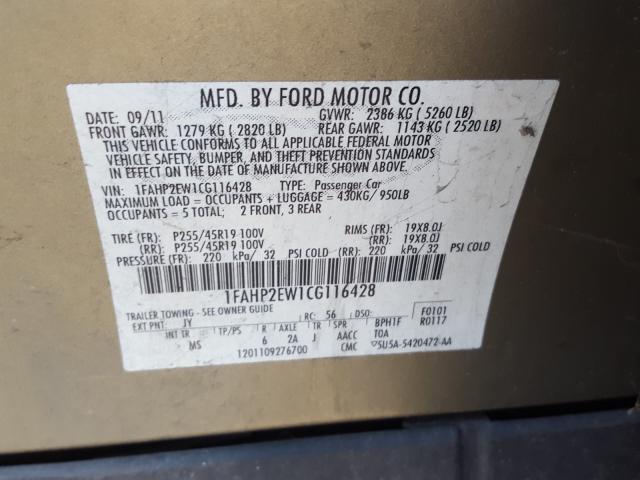 MFD. BY FORD MOTOR CO.
DATE: 09/11 GVWR: 2386 KG ( 5260 LB)
FRONT GAWR: 1279 KG ( 2820 LB) REAR GAWR: 1143 KG ( 2520 LB)
THIS VEHICLE CONFORMS TO ALL APPLICABLE FEDERAL MOTOR
VEHICLE SAFETY, BUMPER, AND THEFT PREVENTION STANDARDS
IN EFFECT ON THE DATE OF MANUFACTURE SHOWN ABOVE.
VIN: 1FAHP2EW1CG116428 TYPE: Passenger Car
MAXIMUM LOAD = OCCUPANTS + LUGGAGE = 430KG/ 950LB
OCCUPANTS = 5 TOTAL; 2 FRONT, 3 REAR
TIRE (FR): P255/45R19 100V RIMS (FR): 19X8.0J
(RR): P255/45R19 100V (RR): 19X8.0J
PRESSURE (FR): 220 kPa/ 32 PSI COLD (RR): 220 kPa/ 32 PSI COLD
1FAHP2EW1CG116428
TRAILER TOWING - SEE OWNER GUIDE
EXT PNT: JY RC: 56 DSO: F0101
INT TR TP/PS R AXLE TR SPR BPH1F R0117
MS 6 2A J AACC TOA
1201109276700 CMC 5U5A-5420472-AA